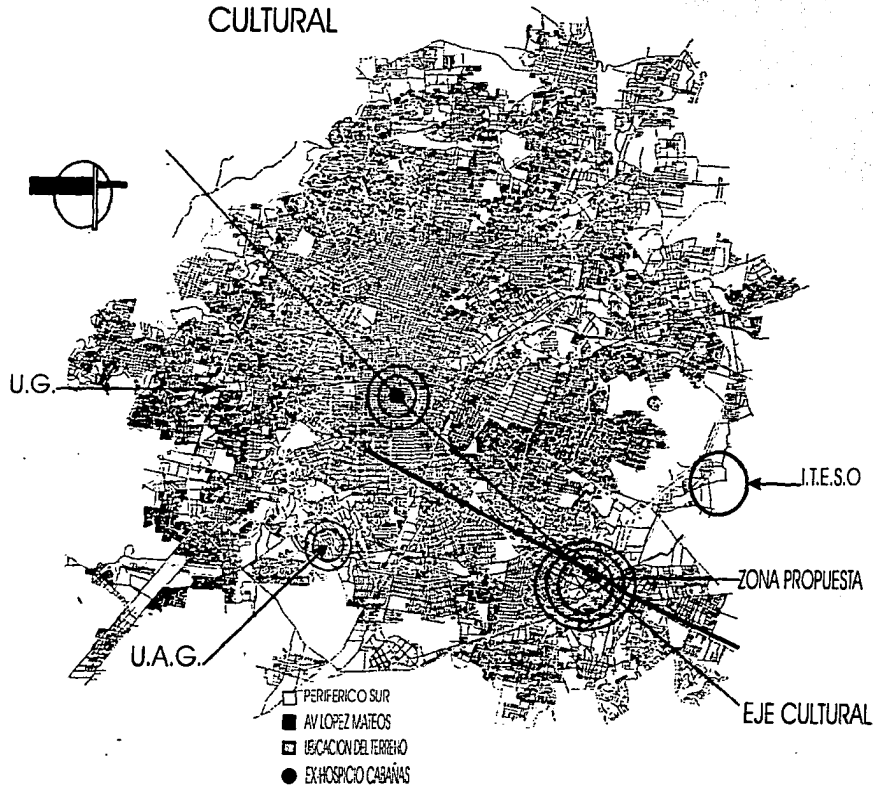 CULTURAL
U.G.
I.T.E.S.O
ZONA PROPUESTA
U.A.G.
EJE CULTURAL
PERIFERICO SUR
AV LOPEZ MATEOS
UBICACION DEL TERRENO
EX-HOSPICIO CABAÑAS